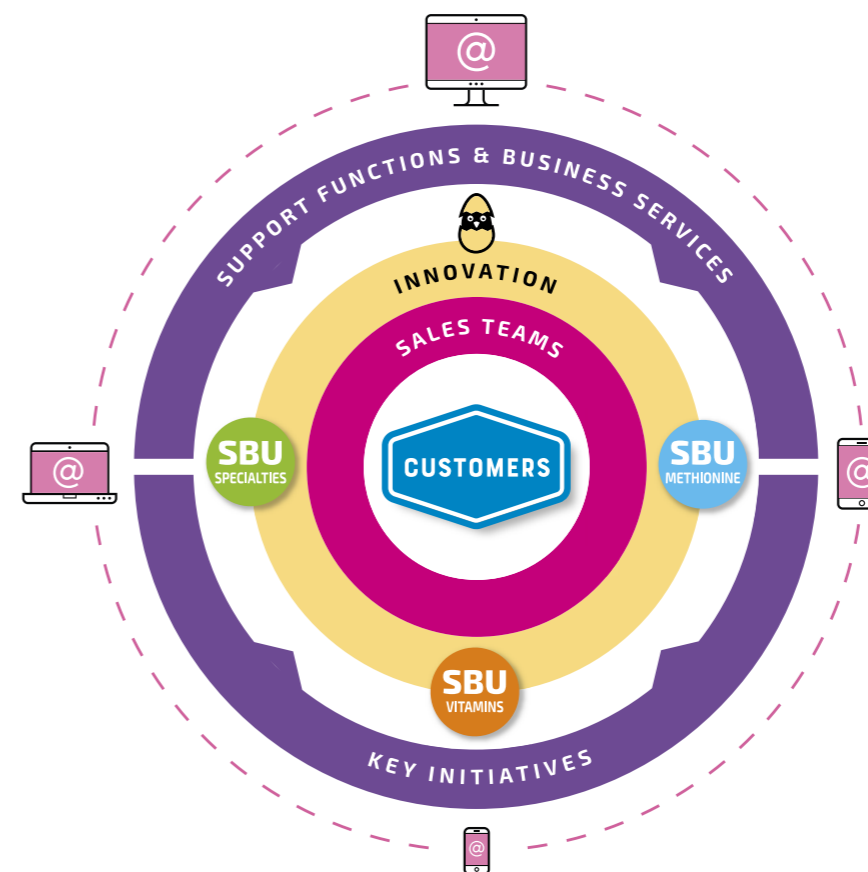 @
SUPPORT FUNCTIONS & BUSINESS SERVICES
INNOVATION
SALES TEAMS
SBU
SPECIALTIES
CUSTOMERS
SBU
METHIONINE
@
@
SBU
VITAMINS
KEY INITIATIVES
@